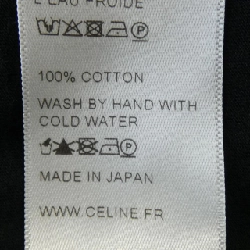 L'EAU FROIDE
100% COTTON
WASH BY HAND WITH
COLD WATER
MADE IN JAPAN
WWW.CELINE.FR